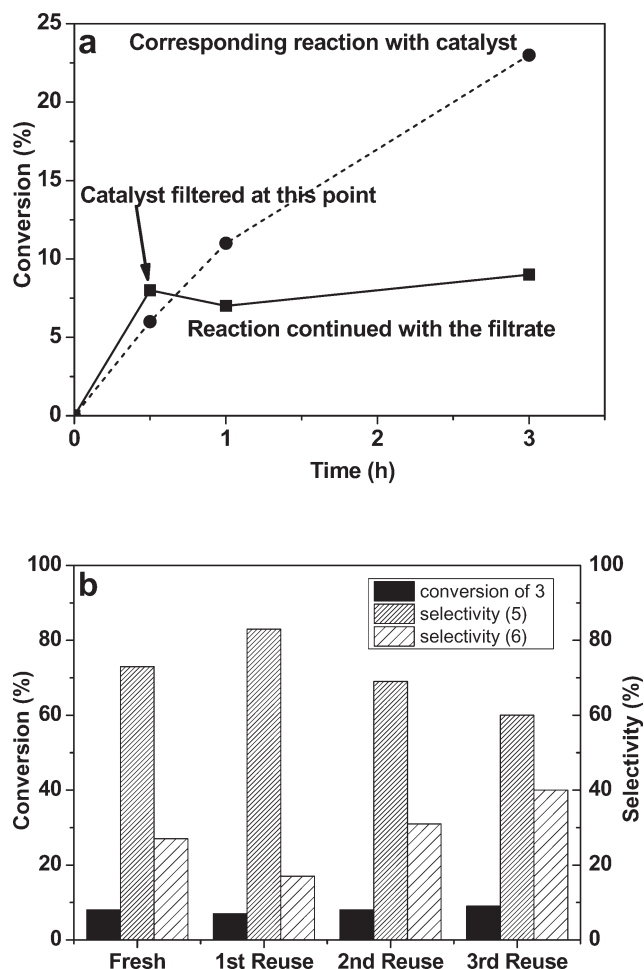 a
Corresponding reaction with catalyst
Catalyst filtered at this point
Reaction continued with the filtrate
Conversion (%)
25
20
15
10
5
0
0 1 2 3
Time (h)
b
conversion of 3
selectivity (5)
selectivity (6)
Conversion (%)
100
80
60
40
20
0
Selectivity (%)
100
80
60
40
20
0
Fresh 1st Reuse 2nd Reuse 3rd Reuse